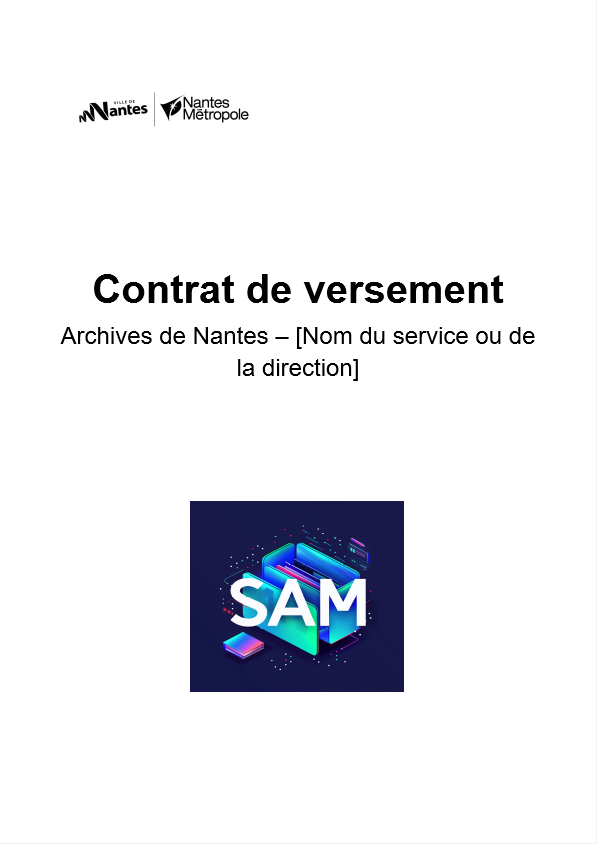 VILLE DE
Nantes
Nantes
Métropole
Contrat de versement
Archives de Nantes – [Nom du service ou de
la direction]
SAM